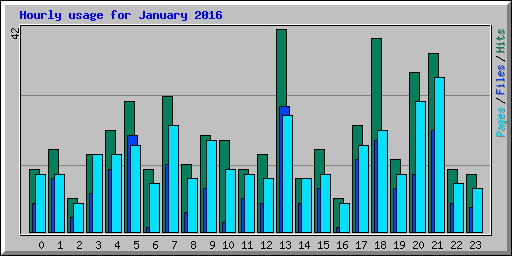 Hourly usage for January 2016
42
Pages/Files/Hits
0 1 2 3 4 5 6 7 8 9 10 11 12 13 14 15 16 17 18 19 20 21 22 23